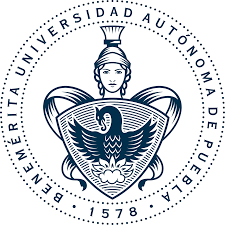 BENEMÉRITA UNIVERSIDAD AUTÓNOMA DE PUEBLA
· 1578 ·